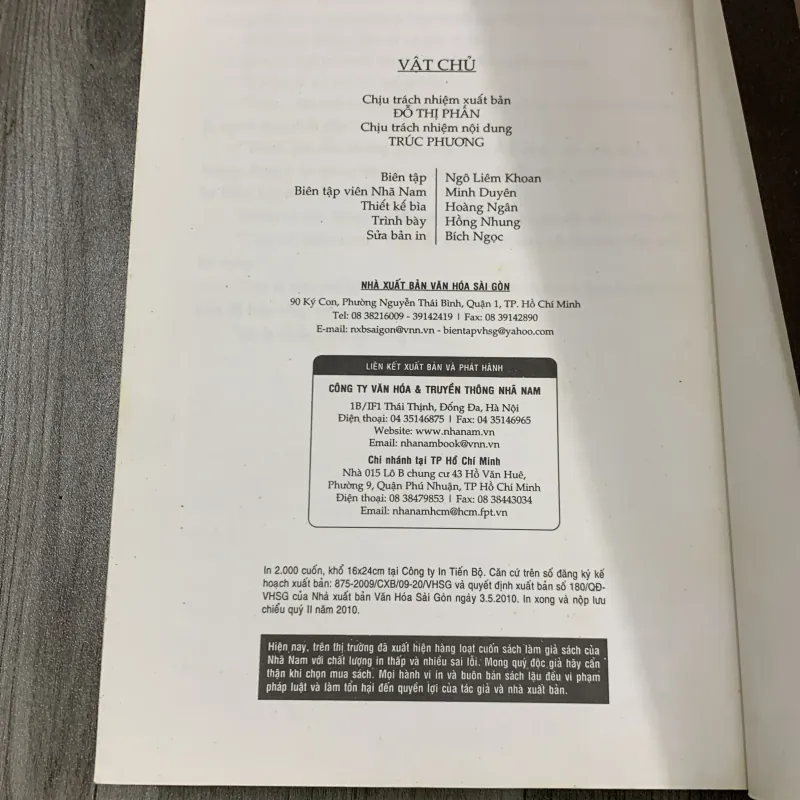 VẬT CHỦ
Chịu trách nhiệm xuất bản
ĐỖ THỊ PHẤN
Chịu trách nhiệm nội dung
TRÚC PHƯƠNG
Biên tập | Ngô Liêm Khoan
Biên tập viên Nhã Nam | Minh Duyên
Thiết kế bìa | Hoàng Ngân
Trình bày | Hồng Nhung
Sửa bản in | Bích Ngọc
NHÀ XUẤT BẢN VĂN HÓA SÀI GÒN
90 Ký Con, Phường Nguyễn Thái Bình, Quận 1, TP. Hồ Chí Minh
Tel: 08 38216009 - 39142419 | Fax: 08 39142890
E-mail: nxbsaigon@vnn.vn - bientapvhsg@yahoo.com
LIÊN KẾT XUẤT BẢN VÀ PHÁT HÀNH
CÔNG TY VĂN HÓA & TRUYỀN THÔNG NHÃ NAM
1B/IF1 Thái Thịnh, Đống Đa, Hà Nội
Điện thoại: 04 35146875 | Fax: 04 35146965
Website: www.nhanam.vn
Email: nhanambook@vnn.vn
Chi nhánh tại TP Hồ Chí Minh
Nhà 015 Lô B chung cư 43 Hồ Văn Huê,
Phường 9, Quận Phú Nhuận, TP Hồ Chí Minh
Điện thoại: 08 38479853 | Fax: 08 38443034
Email: nhanamhcm@hcm.fpt.vn
In 2.000 cuốn, khổ 16x24cm tại Công ty In Tiến Bộ. Căn cứ trên số đăng ký kế
hoạch xuất bản: 875-2009/CXB/09-20/VHSG và quyết định xuất bản số 180/QĐ-
VHSG của Nhà xuất bản Văn Hóa Sài Gòn ngày 3.5.2010. In xong và nộp lưu
chiểu quý II năm 2010.
Hiện nay, trên thị trường đã xuất hiện hàng loạt cuốn sách làm giả sách của
Nhã Nam với chất lượng in thấp và nhiều sai lỗi. Mong quý độc giả hãy cẩn
thận khi chọn mua sách. Mọi hành vi in và buôn bán sách lậu đều vi phạm
pháp luật và làm tổn hại đến quyền lợi của tác giả và nhà xuất bản.